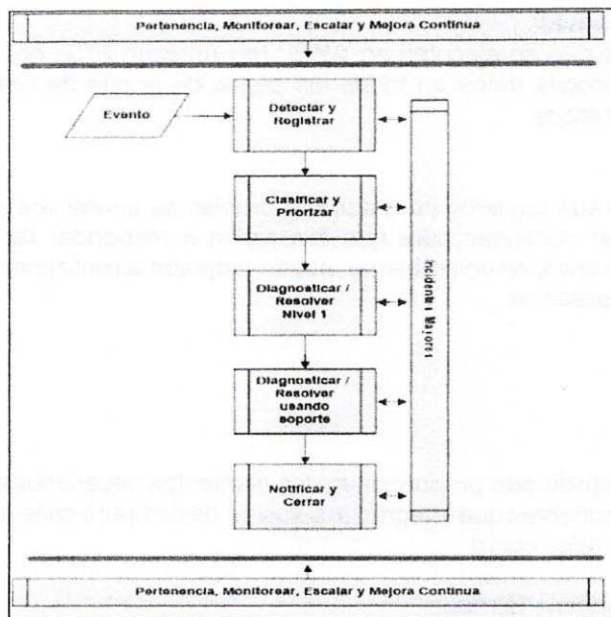 Pertenencia, Monitorear, Escalar y Mejora Continua
Evento
Detectar y
Registrar
Clasificar y
Priorizar
Diagnosticar /
Resolver
Nivel 1
Diagnosticar /
Resolver
usando
soporte
Notificar y
Cerrar
Incidentes Mayores
Pertenencia, Monitorear, Escalar y Mejora Continua